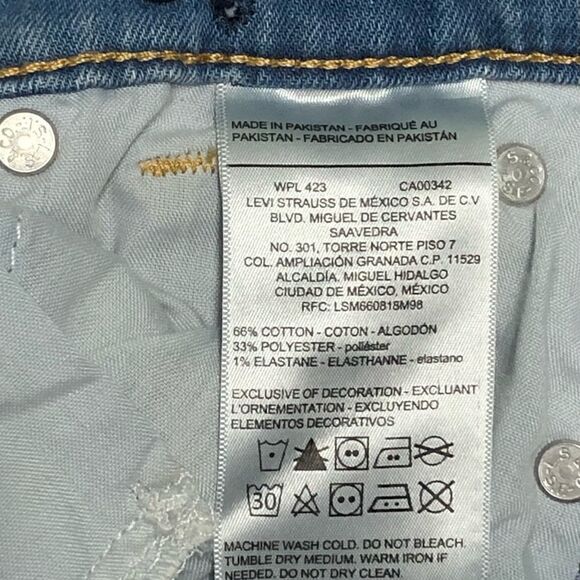 MADE IN PAKISTAN - FABRIQUÉ AU
PAKISTAN - FABRICADO EN PAKISTÁN
WPL 423 CA00342
LEVI STRAUSS DE MÉXICO S.A. DE C.V
BLVD. MIGUEL DE CERVANTES
SAAVEDRA
NO. 301, TORRE NORTE PISO 7
COL. AMPLIACIÓN GRANADA C.P. 11529
ALCALDÍA. MIGUEL HIDALGO
CIUDAD DE MÉXICO, MÉXICO
RFC: LSM660818M98
66% COTTON - COTON - ALGODÓN
33% POLYESTER - poliéster
1% ELASTANE - ELASTHANNE - elastano
EXCLUSIVE OF DECORATION - EXCLUANT
L'ORNEMENTATION - EXCLUYENDO
ELEMENTOS DECORATIVOS
30
MACHINE WASH COLD. DO NOT BLEACH.
TUMBLE DRY MEDIUM. WARM IRON IF
NEEDED. DO NOT DRY CLEAN.